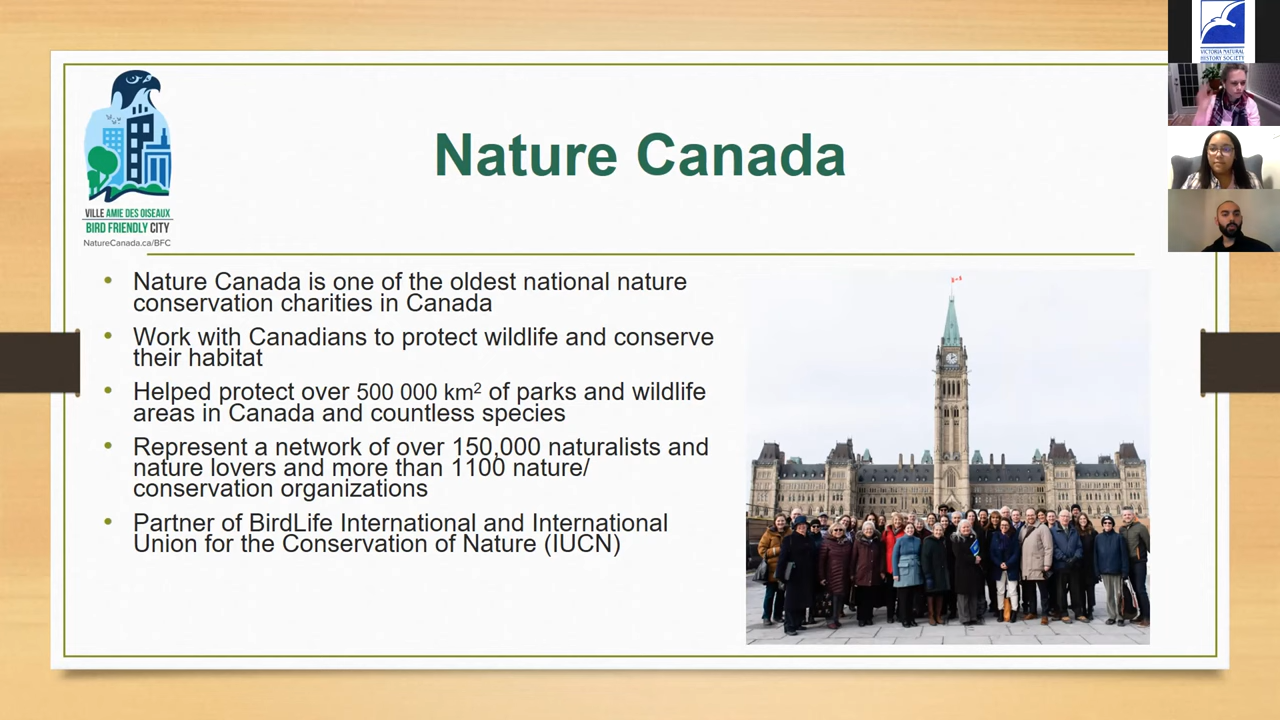 VICTORIA NATURAL
HISTORY SOCIETY
Nature Canada
VILLE AMIE DES OISEAUX
BIRD FRIENDLY CITY
NatureCanada.ca/BFC
• Nature Canada is one of the oldest national nature
conservation charities in Canada
• Work with Canadians to protect wildlife and conserve
their habitat
• Helped protect over 500 000 km² of parks and wildlife
areas in Canada and countless species
• Represent a network of over 150,000 naturalists and
nature lovers and more than 1100 nature/
conservation organizations
• Partner of BirdLife International and International
Union for the Conservation of Nature (IUCN)